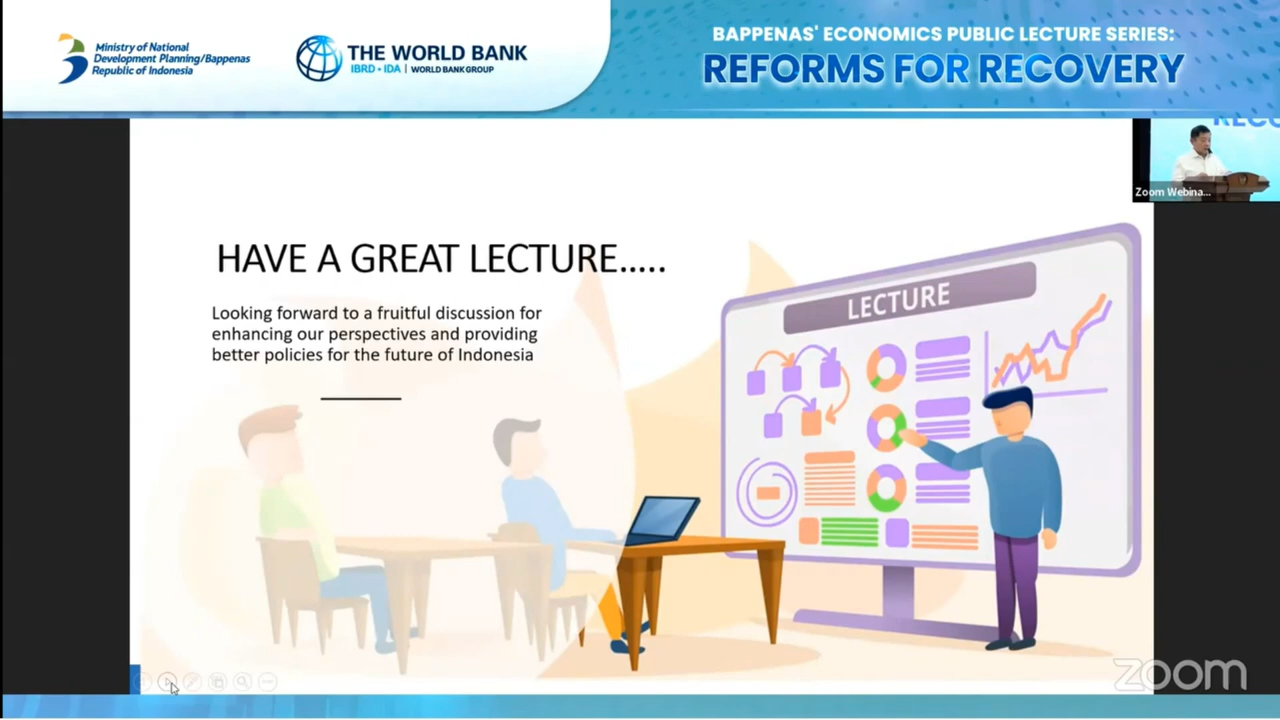 Ministry of National
Development Planning/Bappenas
Republic of Indonesia
THE WORLD BANK
IBRD • IDA | WORLD BANK GROUP
BAPPENAS' ECONOMICS PUBLIC LECTURE SERIES:
REFORMS FOR RECOVERY
Zoom Webina...
HAVE A GREAT LECTURE.....
Looking forward to a fruitful discussion for
enhancing our perspectives and providing
better policies for the future of Indonesia
LECTURE
zoom